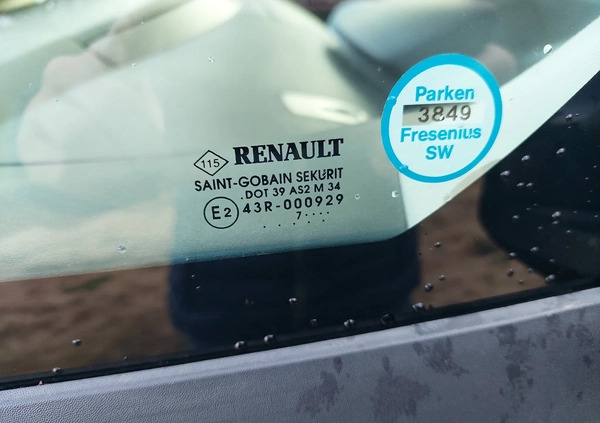 115 RENAULT
SAINT-GOBAIN SEKURIT
.DOT 39 AS2 M 34
E2 43R-000929
7
Parken
3849
Fresenius
SW